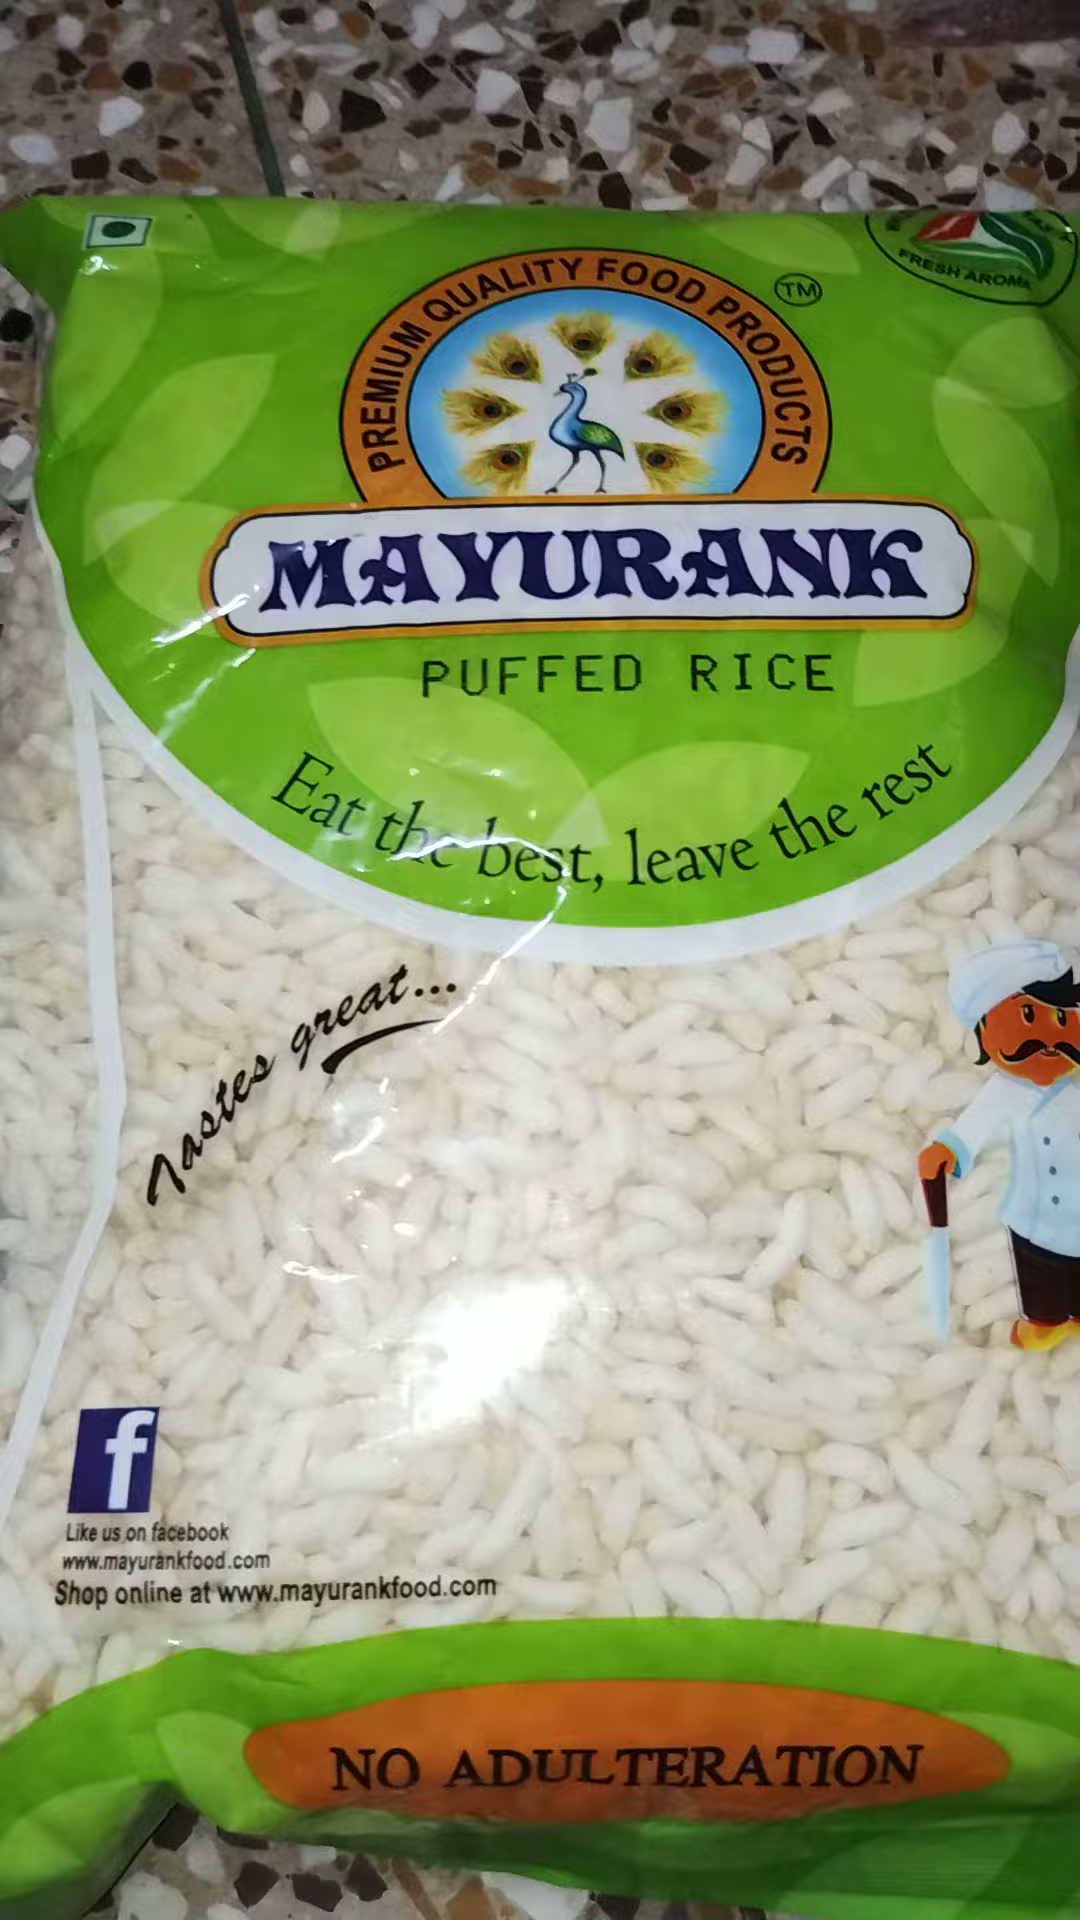 FRESH AROMA
PREMIUM QUALITY FOOD PRODUCTS
TM
MAYURANK
PUFFED RICE
Eat the best, leave the rest
Tastes great...
f
Like us on facebook
www.mayurankfood.com
Shop online at www.mayurankfood.com
NO ADULTERATION